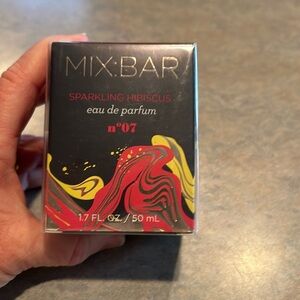 MIX:BAR
SPARKLING HIBISCUS
eau de parfum
nº07
1.7 FL. OZ. / 50 mL